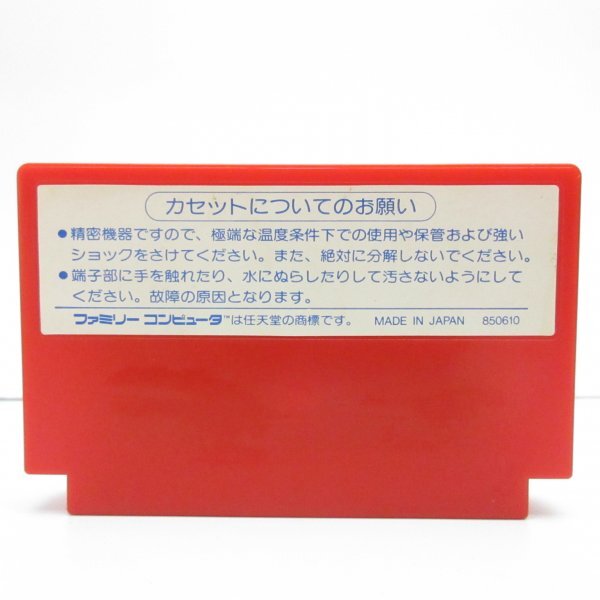 カセットについてのお願い
●精密機器ですので、極端な温度条件下での使用や保管および強い
ショックをさけてください。また、絶対に分解しないでください。
●端子部に手を触れたり、水にぬらしたりして汚さないようにして
ください。故障の原因となります。
ファミリーコンピュータ™は任天堂の商標です。 MADE IN JAPAN 850610